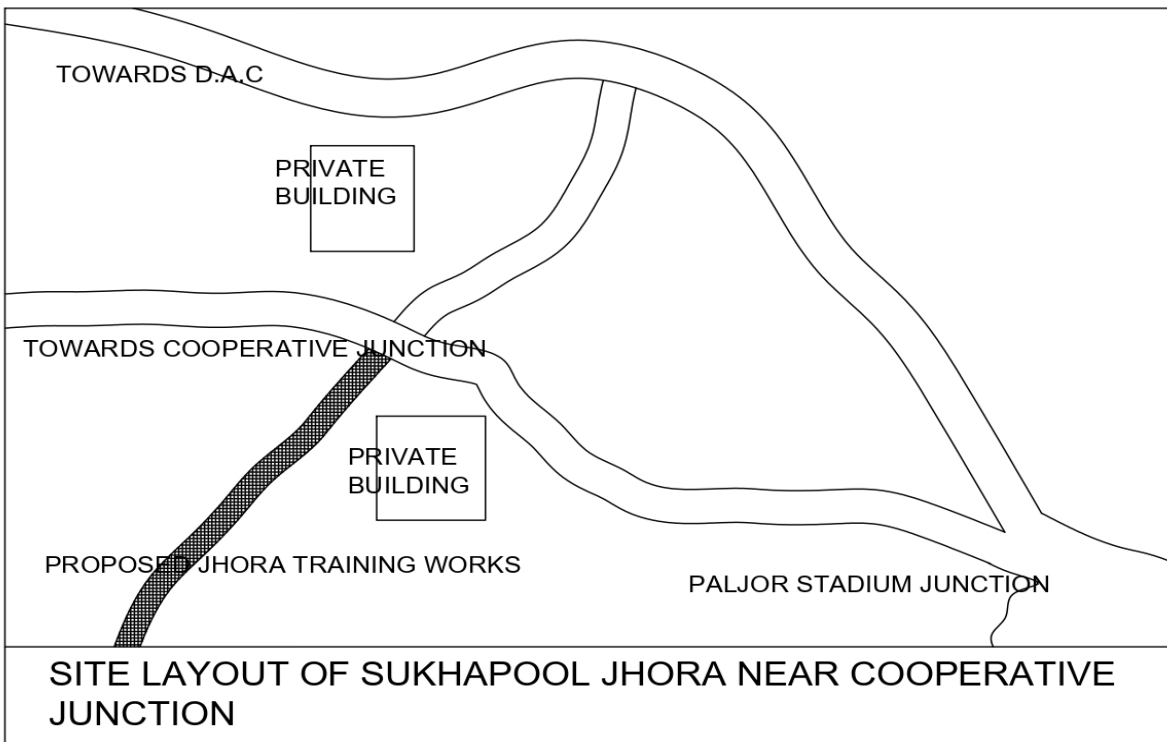 TOWARDS D.A.C
PRIVATE
BUILDING
TOWARDS COOPERATIVE JUNCTION
PRIVATE
BUILDING
PROPOSED JHORA TRAINING WORKS
PALJOR STADIUM JUNCTION
SITE LAYOUT OF SUKHAPOOL JHORA NEAR COOPERATIVE
JUNCTION